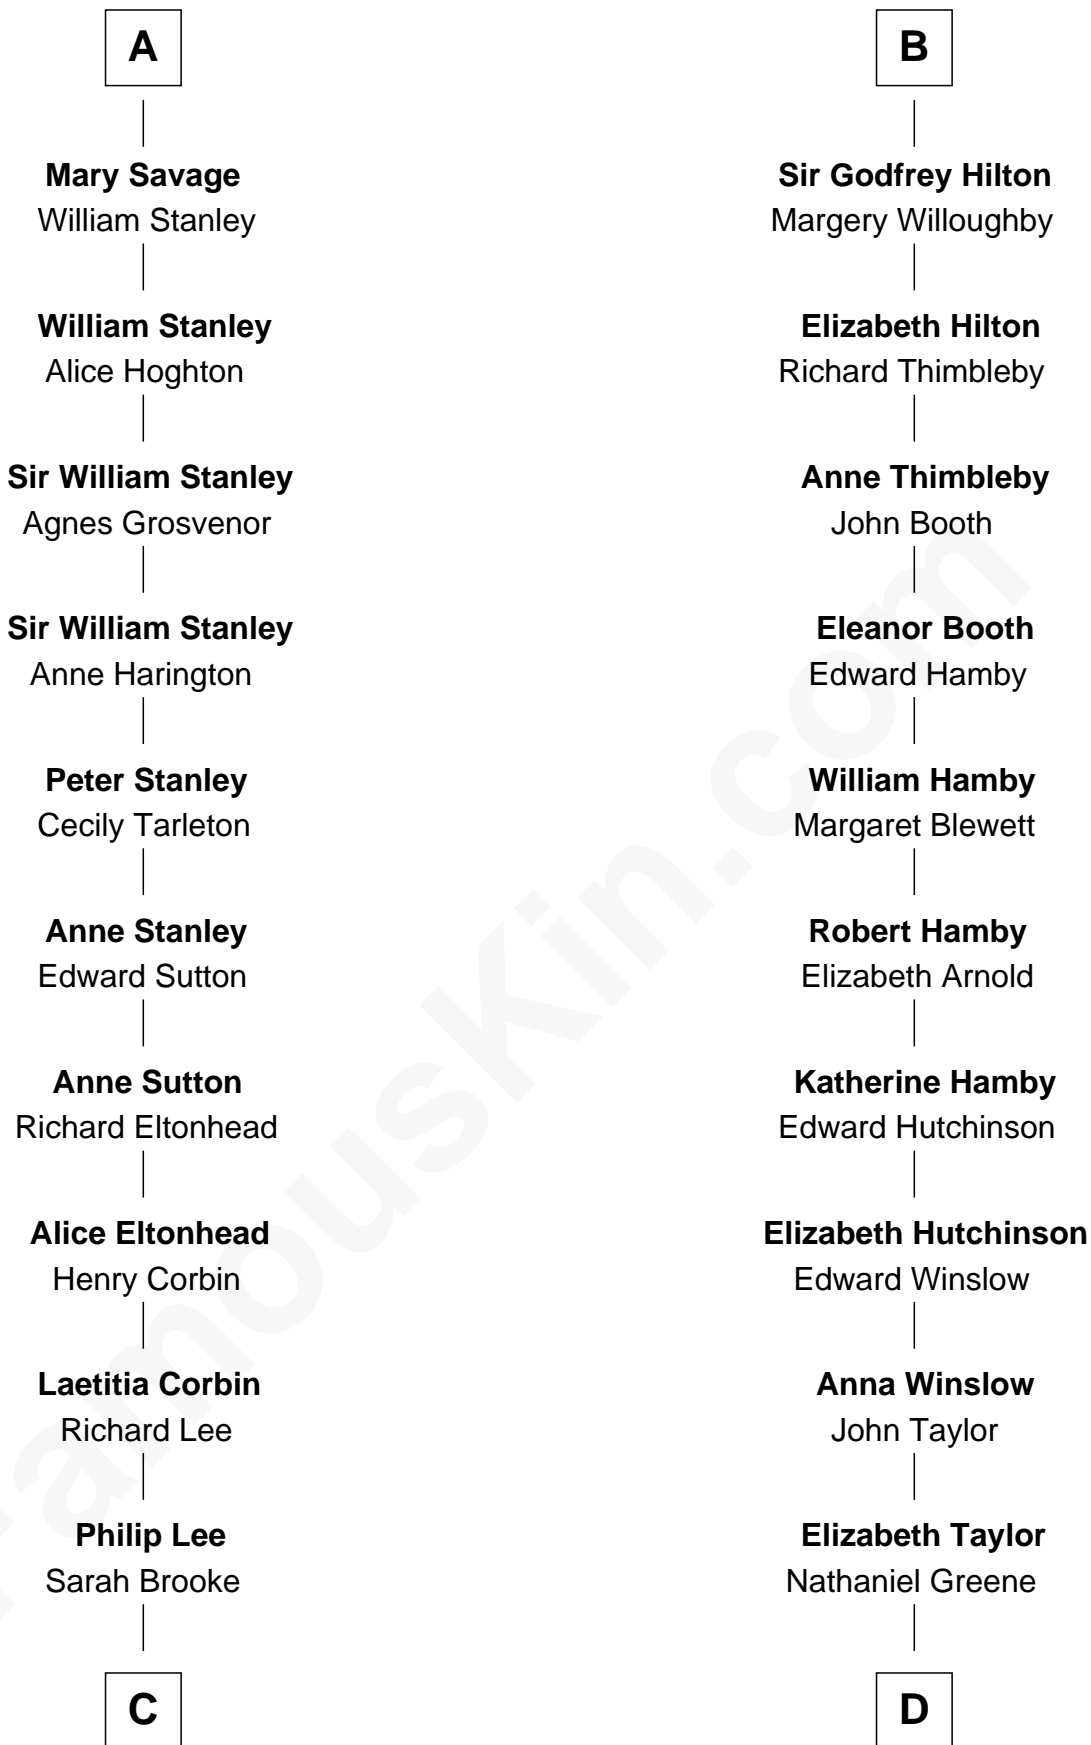 A
Mary Savage
William Stanley
William Stanley
Alice Hoghton
Sir William Stanley
Agnes Grosvenor
Sir William Stanley
Anne Harington
Peter Stanley
Cecily Tarleton
Anne Stanley
Edward Sutton
Anne Sutton
Richard Eltonhead
Alice Eltonhead
Henry Corbin
Laetitia Corbin
Richard Lee
Philip Lee
Sarah Brooke
C
B
Sir Godfrey Hilton
Margery Willoughby
Elizabeth Hilton
Richard Thimbleby
Anne Thimbleby
John Booth
Eleanor Booth
Edward Hamby
William Hamby
Margaret Blewett
Robert Hamby
Elizabeth Arnold
Katherine Hamby
Edward Hutchinson
Elizabeth Hutchinson
Edward Winslow
Anna Winslow
John Taylor
Elizabeth Taylor
Nathaniel Greene
D
FamousKin.com